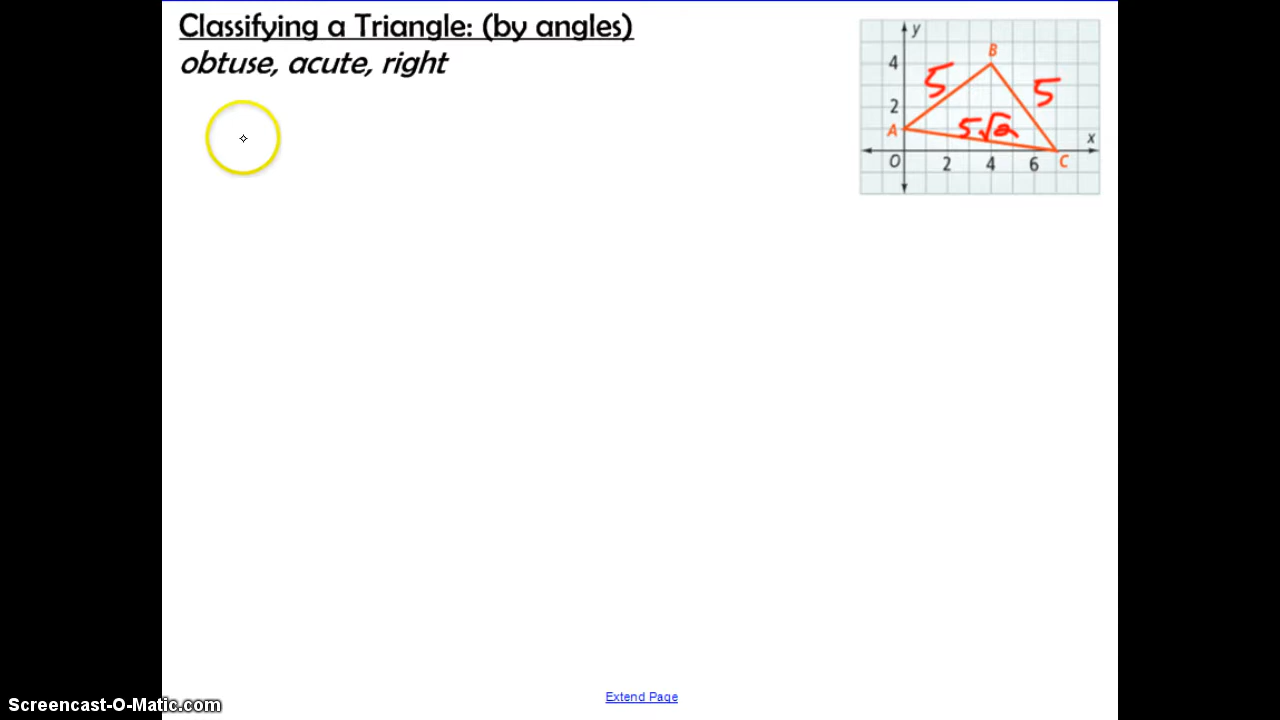 Classifying a Triangle: (by angles)
obtuse, acute, right
y
B
4
5
5
2
A
5√2
x
O
2
4
6
C
Extend Page
Screencast-O-Matic.com